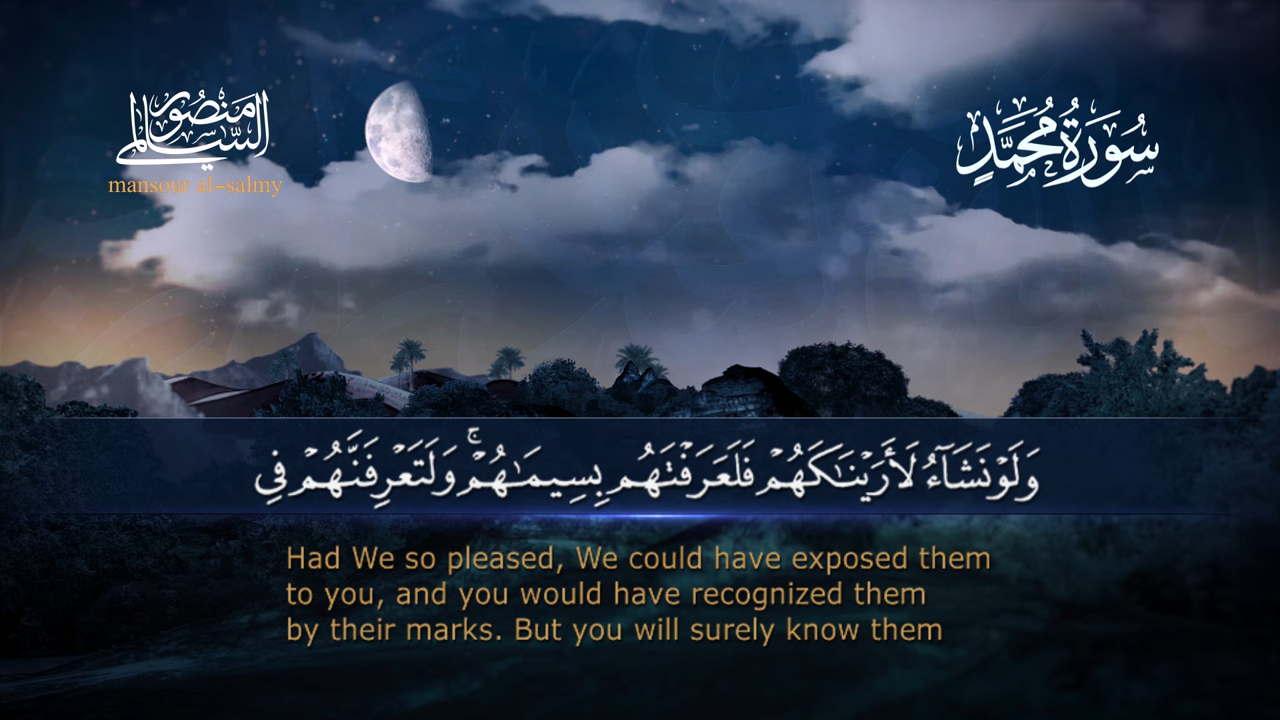 منصور السالمي
mansour al-salmy
سُورَةُ مُحَمَّدٍ
وَلَوْ نَشَآءُ لَأَرَيْنَـٰكَهُمْ فَلَعَرَفْتَهُم بِسِيمَـٰهُمْ ۚ وَلَتَعْرِفَنَّهُمْ فِى
Had We so pleased, We could have exposed them
to you, and you would have recognized them
by their marks. But you will surely know them